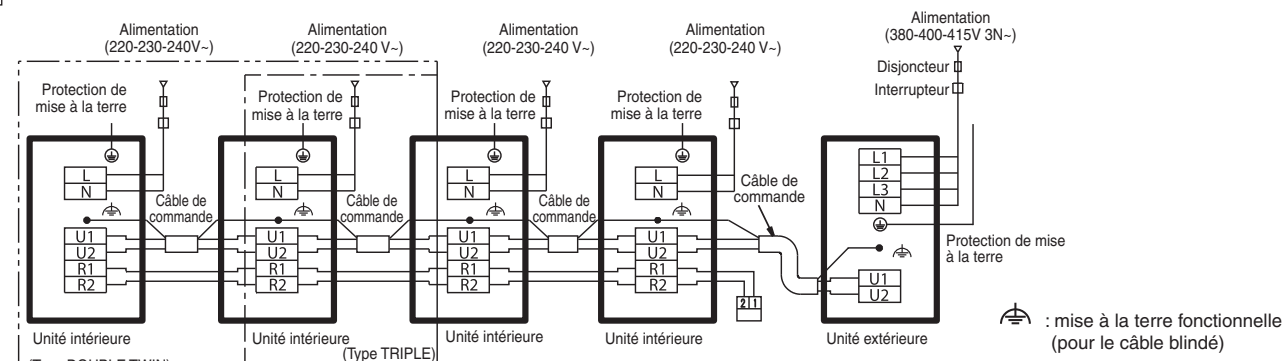 Alimentation
(220-230-240V~)
Alimentation
(220-230-240 V~)
Alimentation
(220-230-240 V~)
Alimentation
(220-230-240 V~)
Alimentation
(380-400-415V 3N~)
Disjoncteur
Interrupteur
Protection de
mise à la terre
Protection de
mise à la terre
Protection de
mise à la terre
Protection de
mise à la terre
L
N
L
N
L
N
L
N
L1
L2
L3
N
Câble de
commande
Câble de
commande
Câble de
commande
Câble de
commande
Protection de mise
à la terre
U1
U2
R1
R2
U1
U2
R1
R2
U1
U2
R1
R2
U1
U2
R1
R2
2 1
U1
U2
Unité intérieure
Unité intérieure
Unité intérieure
Unité intérieure
Unité extérieure
(Type TRIPLE)
: mise à la terre fonctionnelle
(pour le câble blindé)